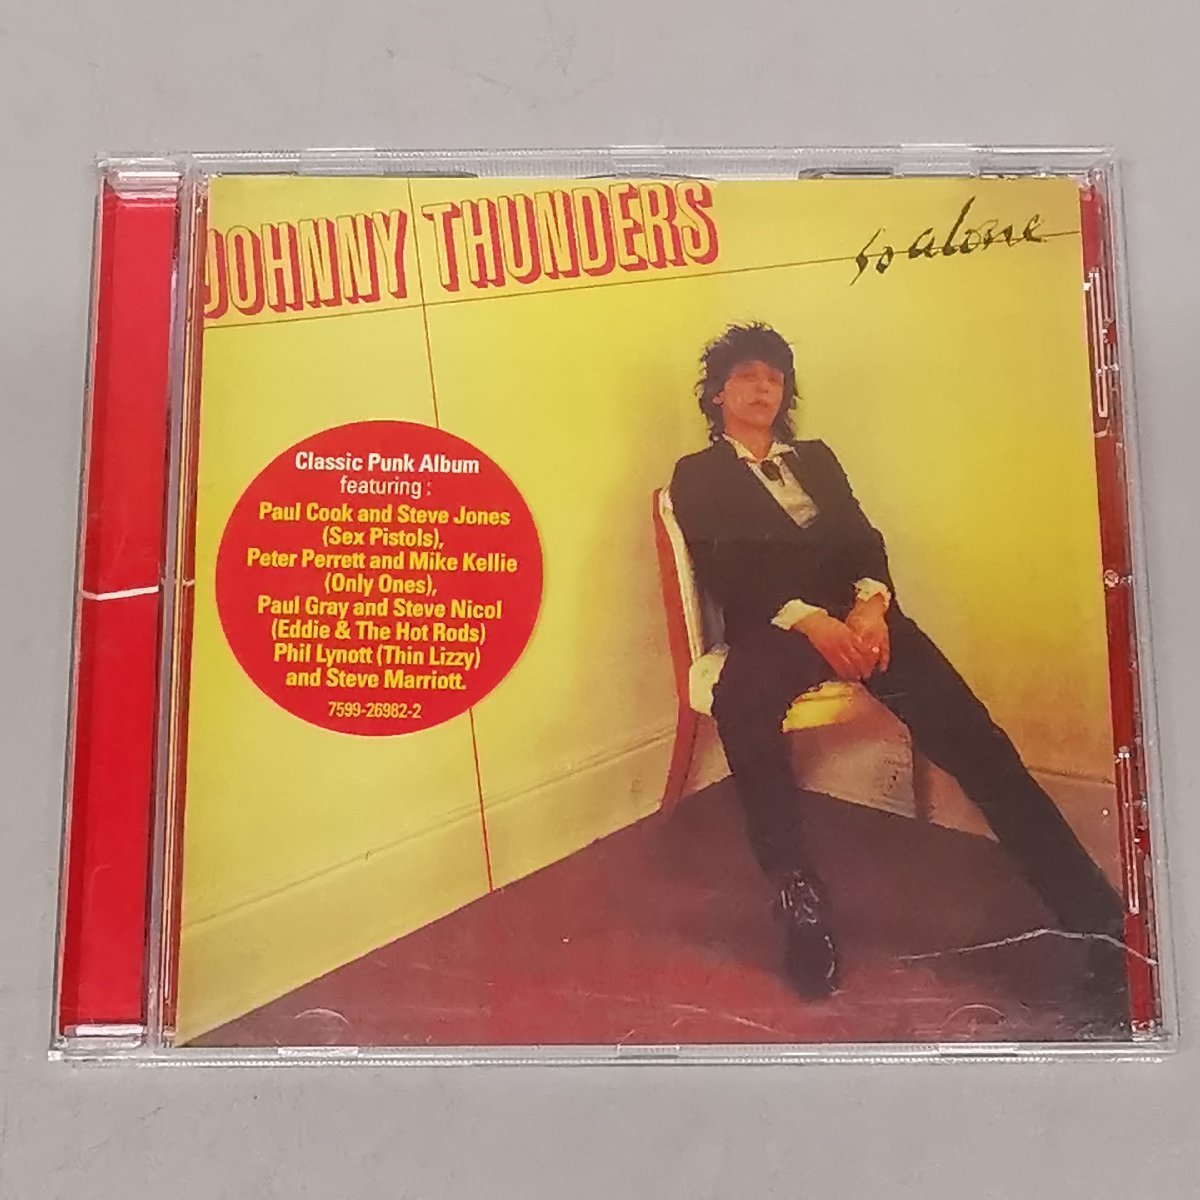 JOHNNY THUNDERS
so alone
Classic Punk Album
featuring:
Paul Cook and Steve Jones
(Sex Pistols),
Peter Perrett and Mike Kellie
(Only Ones),
Paul Gray and Steve Nicol
(Eddie & The Hot Rods)
Phil Lynott (Thin Lizzy)
and Steve Marriott.
7599-26982-2